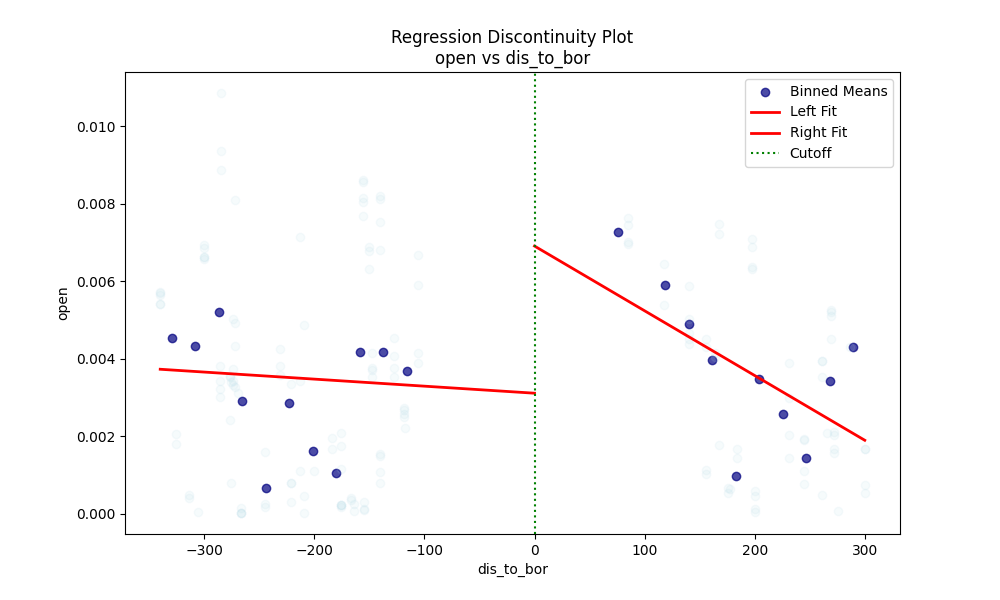 Regression Discontinuity Plot
open vs dis_to_bor
Binned Means
Left Fit
Right Fit
Cutoff
0.010
0.008
0.006
0.004
0.002
0.000
open
−300
−200
−100
0
100
200
300
dis_to_bor